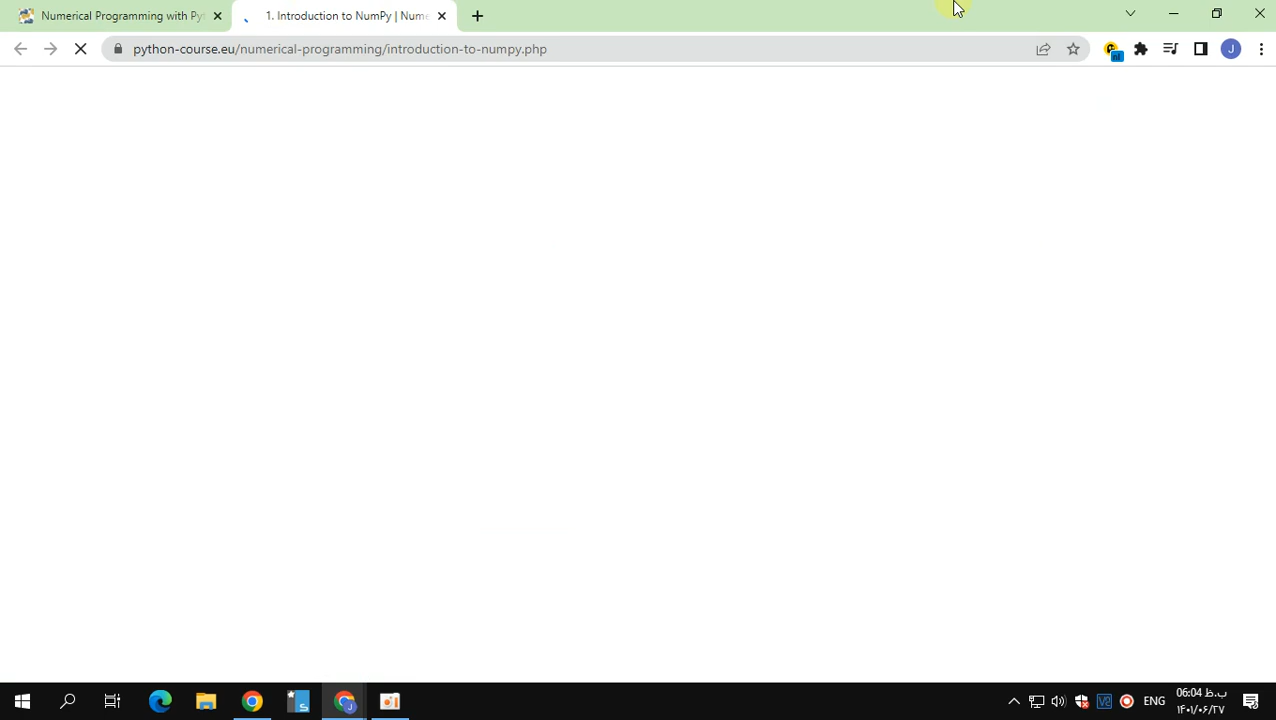 Numerical Programming with Pyt
1. Introduction to NumPy | Nume
python-course.eu/numerical-programming/introduction-to-numpy.php
J
ENG
06:04 ب.ظ
۱۴۰۱/۰۶/۲۷